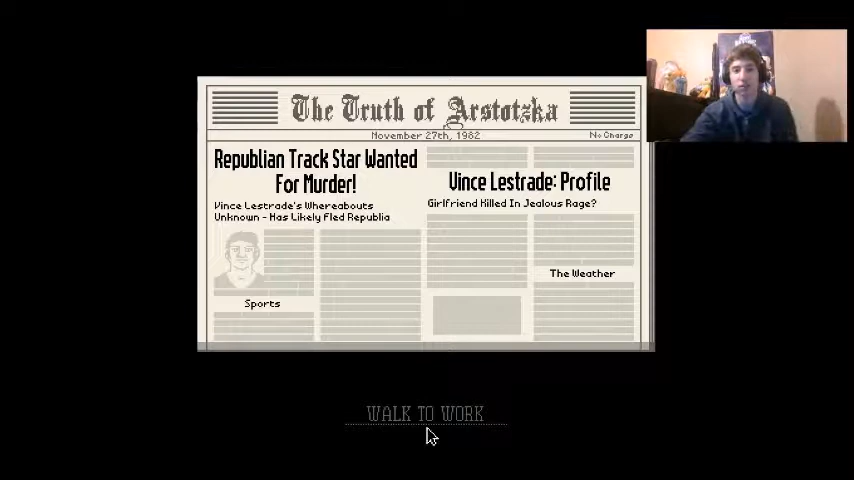 The Truth of Arstotzka
November 27th, 1982
No Charge
Republian Track Star Wanted
For Murder!
Vince Lestrade's Whereabouts
Unknown - Has Likely Fled Republia
Sports
Vince Lestrade: Profile
Girlfriend Killed In Jealous Rage?
The Weather
WALK TO WORK